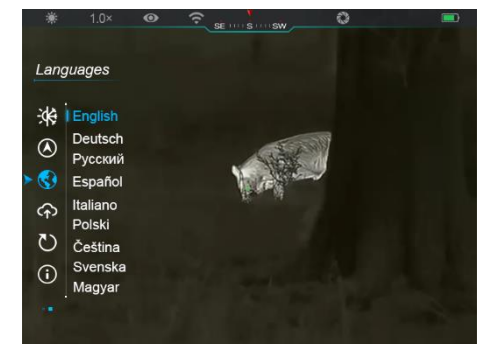 1.0×
SE S SW
Languages
English
Deutsch
Русский
Español
Italiano
Polski
Čeština
Svenska
Magyar